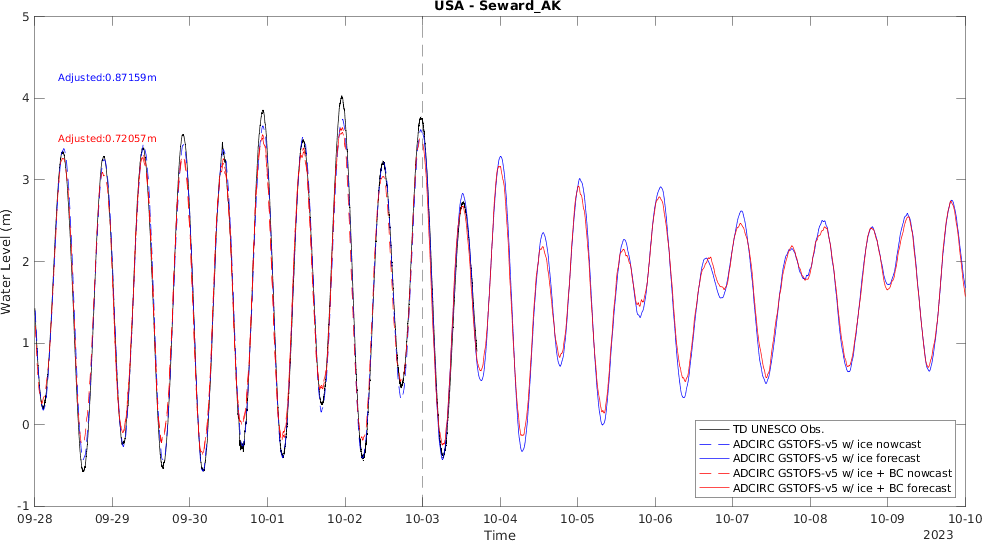 USA - Seward_AK
5
4
3
2
1
0
-1
Water Level (m)
Adjusted:0.87159m
Adjusted:0.72057m
TD UNESCO Obs.
ADCIRC GSTOFS-v5 w/ ice nowcast
ADCIRC GSTOFS-v5 w/ ice forecast
ADCIRC GSTOFS-v5 w/ ice + BC nowcast
ADCIRC GSTOFS-v5 w/ ice + BC forecast
09-28 09-29 09-30 10-01 10-02 10-03 10-04 10-05 10-06 10-07 10-08 10-09 10-10
Time
2023